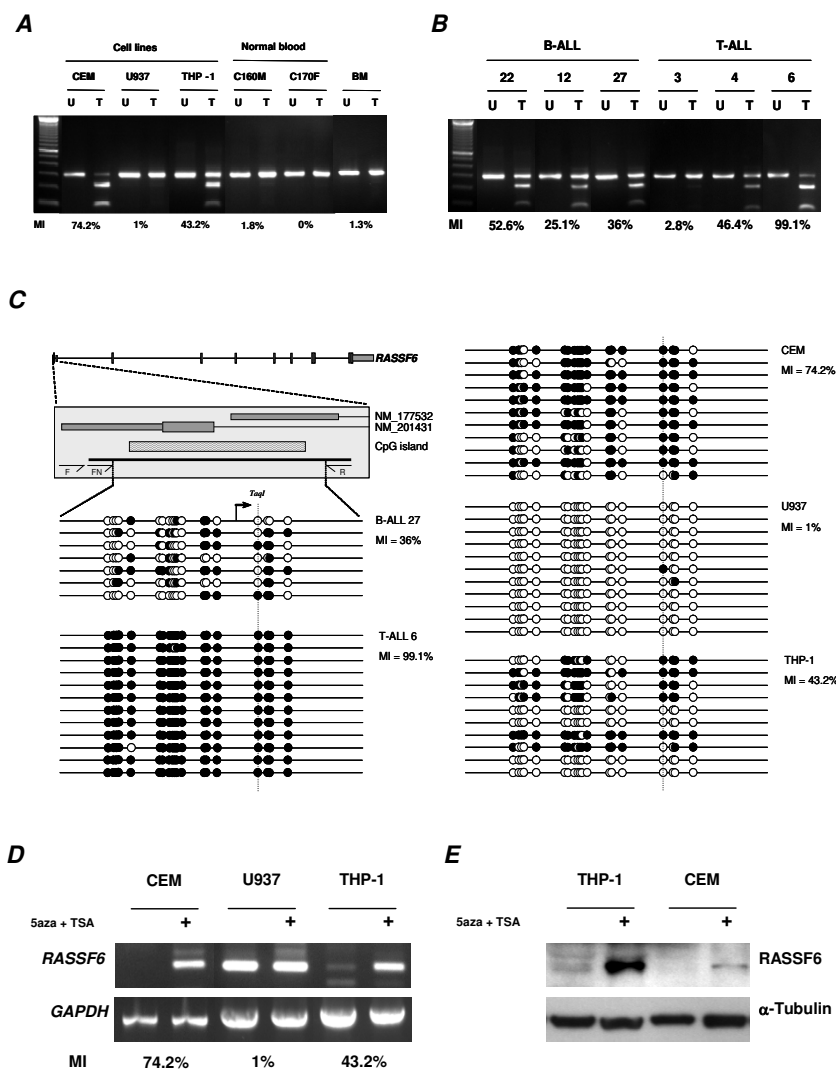 A
Cell lines Normal blood
CEM U937 THP -1 C160M C170F BM
U T U T U T U T U T U T
MI 74.2% 1% 43.2% 1.8% 0% 1.3%
B
B-ALL T-ALL
22 12 27 3 4 6
U T U T U T U T U T U T
MI 52.6% 25.1% 36% 2.8% 46.4% 99.1%
C
RASSF6
NM_177532
NM_201431
CpG island
F FN R
TaqI
B-ALL 27
MI = 36%
T-ALL 6
MI = 99.1%
CEM
MI = 74.2%
U937
MI = 1%
THP-1
MI = 43.2%
D
CEM U937 THP-1
5aza + TSA + + +
RASSF6
GAPDH
MI 74.2% 1% 43.2%
E
THP-1 CEM
5aza + TSA + +
RASSF6
α-Tubulin